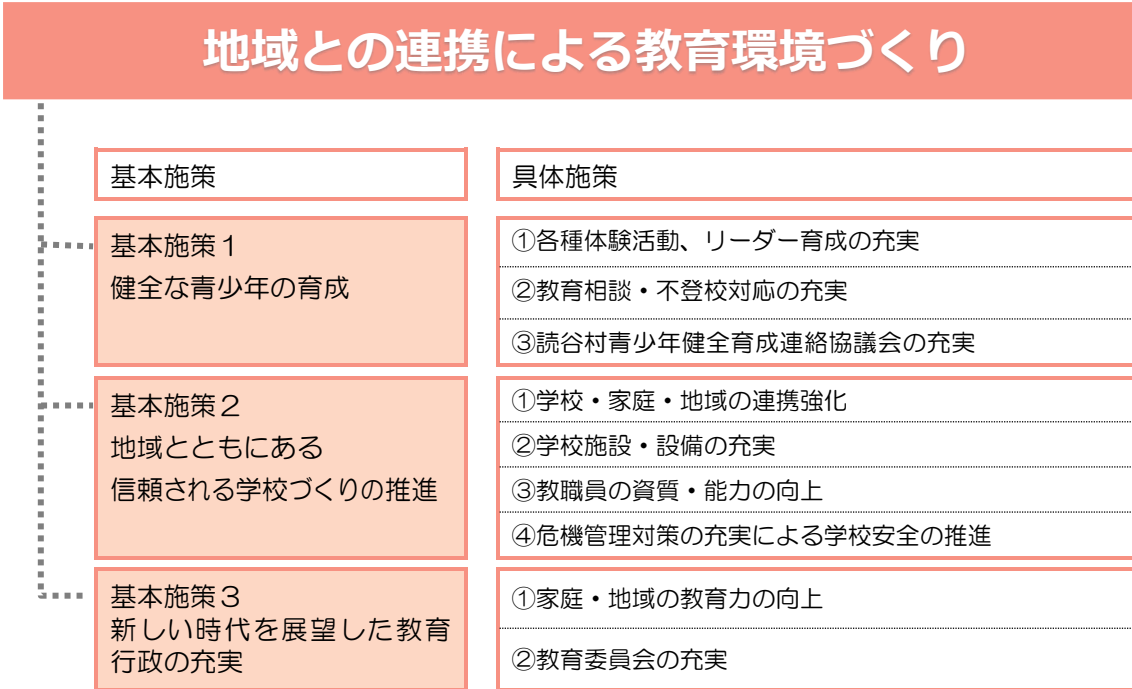 地域との連携による教育環境づくり
基本施策
具体施策
基本施策１
健全な青少年の育成
①各種体験活動、リーダー育成の充実
②教育相談・不登校対応の充実
③読谷村青少年健全育成連絡協議会の充実
基本施策２
地域とともにある
信頼される学校づくりの推進
①学校・家庭・地域の連携強化
②学校施設・設備の充実
③教職員の資質・能力の向上
④危機管理対策の充実による学校安全の推進
基本施策３
新しい時代を展望した教育
行政の充実
①家庭・地域の教育力の向上
②教育委員会の充実